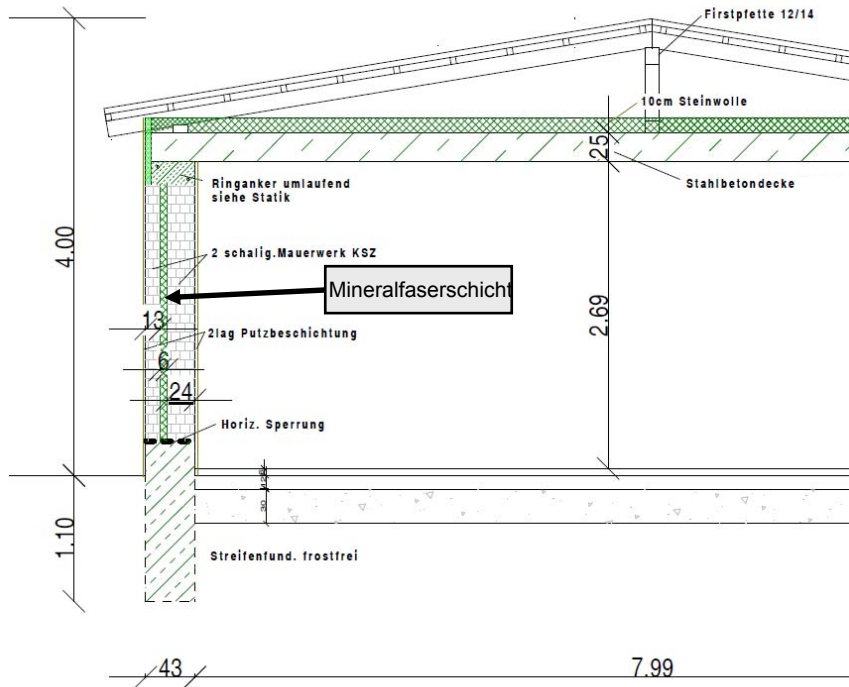 Firstpfette 12/14
10cm Steinwolle
25
Ringanker umlaufend
siehe Statik
Stahlbetondecke
4.00
2 schalig.Mauerwerk KSZ
Mineralfaserschicht
13
2lag Putzbeschichtung
2.69
6
24
Horiz. Sperrung
30
1.10
Streifenfund. frostfrei
43
7.99